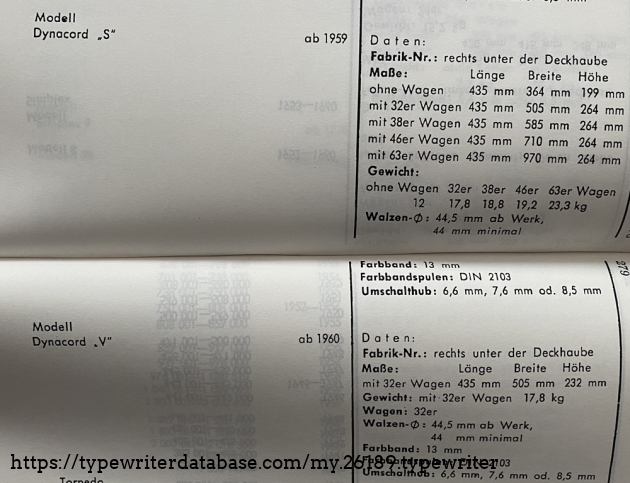 Modell
Dynacord „S"
ab 1959
Daten:
Fabrik-Nr.: rechts unter der Deckhaube
Maße: Länge Breite Höhe
ohne Wagen 435 mm 364 mm 199 mm
mit 32er Wagen 435 mm 505 mm 264 mm
mit 38er Wagen 435 mm 585 mm 264 mm
mit 46er Wagen 435 mm 710 mm 264 mm
mit 63er Wagen 435 mm 970 mm 264 mm
Gewicht:
ohne Wagen 32er 38er 46er 63er Wagen
12 17,8 18,8 19,2 23,3 kg
Walzen-Ф: 44,5 mm ab Werk,
44 mm minimal
Farbband: 13 mm
Farbbandspulen: DIN 2103
Umschalthub: 6,6 mm, 7,6 mm od. 8,5 mm
279
Modell
Dynacord „V"
ab 1960
Daten:
Fabrik-Nr.: rechts unter der Deckhaube
Maße: Länge Breite Höhe
mit 32er Wagen 435 mm 505 mm 232 mm
Gewicht: mit 32er Wagen 17,8 kg
Wagen: 32er
Walzen-Ф: 44,5 mm ab Werk,
44 mm minimal
Farbband: 13 mm
Umschalthub: 6,6 mm, 7,6 mm od. 8,5 mm
https://typewriterdatabase.com/my.26189.typewriter
Torpedo